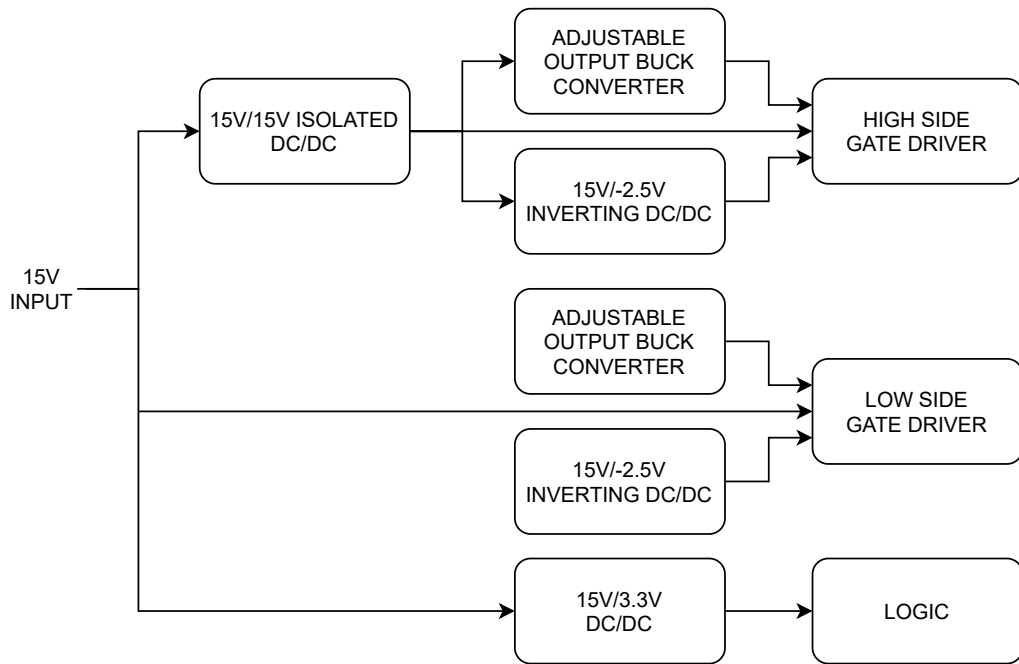 ADJUSTABLE
OUTPUT BUCK
CONVERTER
15V/15V ISOLATED
DC/DC
HIGH SIDE
GATE DRIVER
15V/-2.5V
INVERTING DC/DC
15V
INPUT
ADJUSTABLE
OUTPUT BUCK
CONVERTER
LOW SIDE
GATE DRIVER
15V/-2.5V
INVERTING DC/DC
15V/3.3V
DC/DC
LOGIC